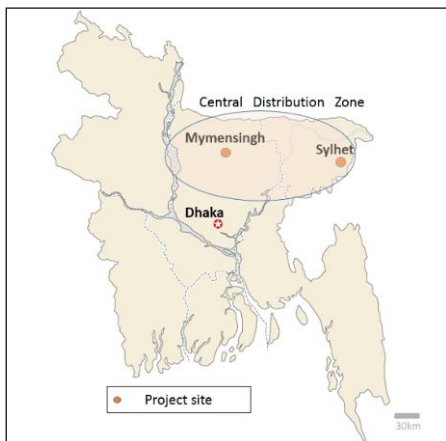 Central Distribution Zone
Mymensingh
Sylhet
Dhaka
Project site
30km